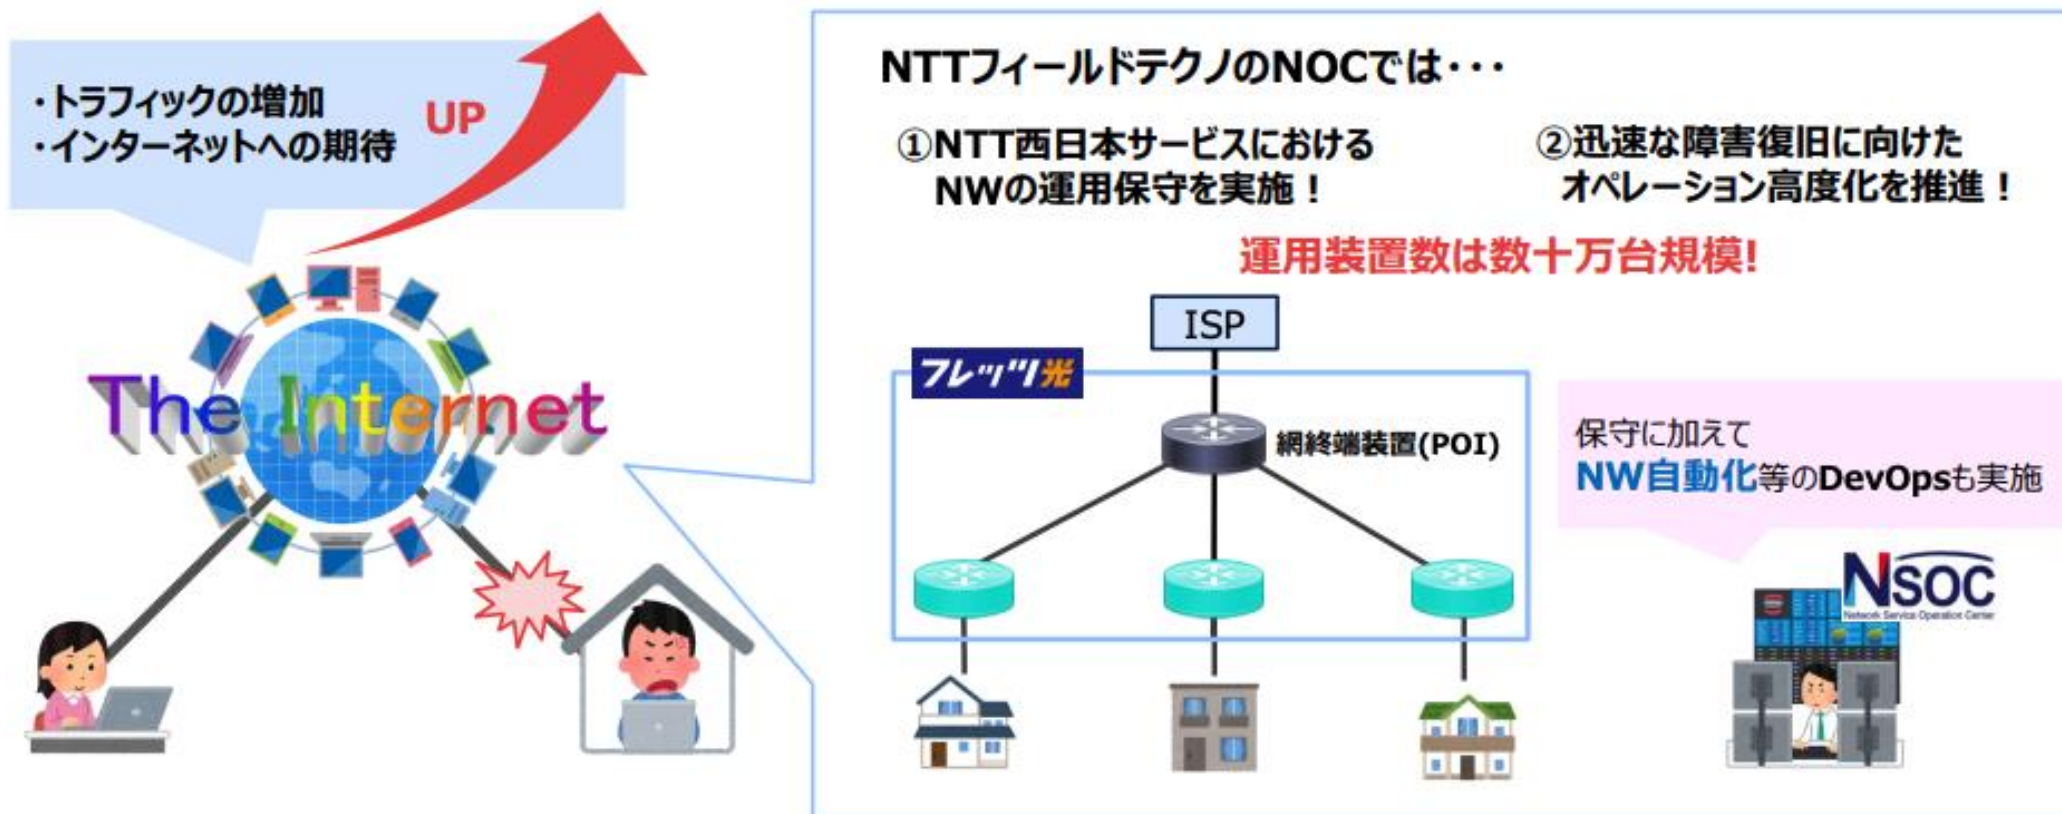 ・トラフィックの増加
・インターネットへの期待
UP
The Internet
NTTフィールドテクノのNOCでは・・・
①NTT西日本サービスにおける
NWの運用保守を実施！
②迅速な障害復旧に向けた
オペレーション高度化を推進！
運用装置数は数十万台規模!
ISP
フレッツ光
網終端装置(POI)
保守に加えて
NW自動化等のDevOpsも実施
NSOC
Network Service Operation Center